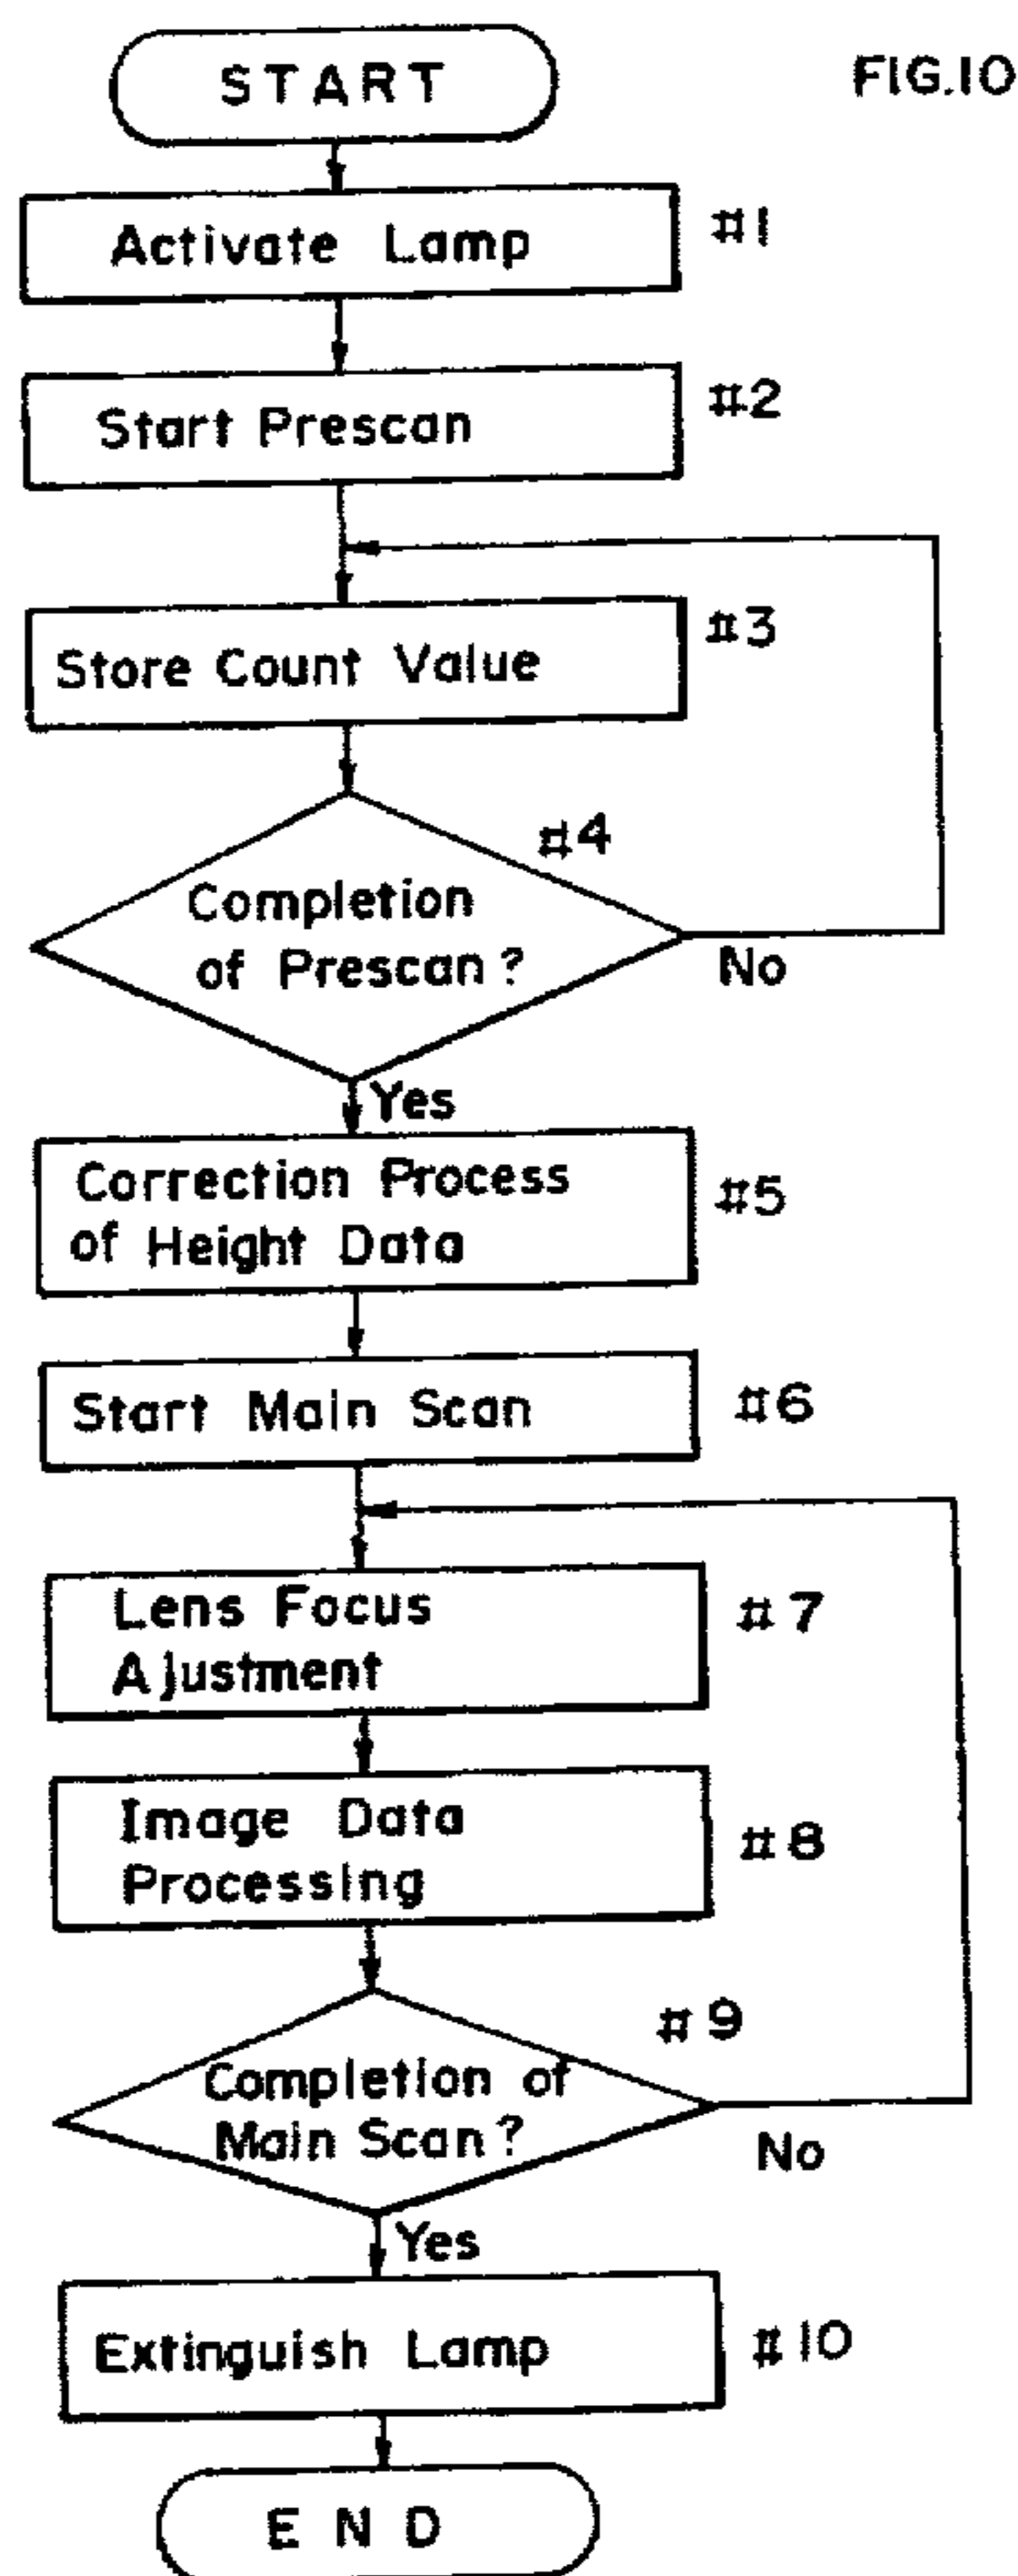 START
FIG.10
Activate Lamp
#1
Start Prescan
#2
Store Count Value
#3
#4
Completion
of Prescan?
No
Yes
Correction Process
of Height Data
#5
Start Main Scan
#6
Lens Focus
Ajustment
#7
Image Data
Processing
#8
#9
Completion of
Main Scan?
No
Yes
Extinguish Lamp
#10
END